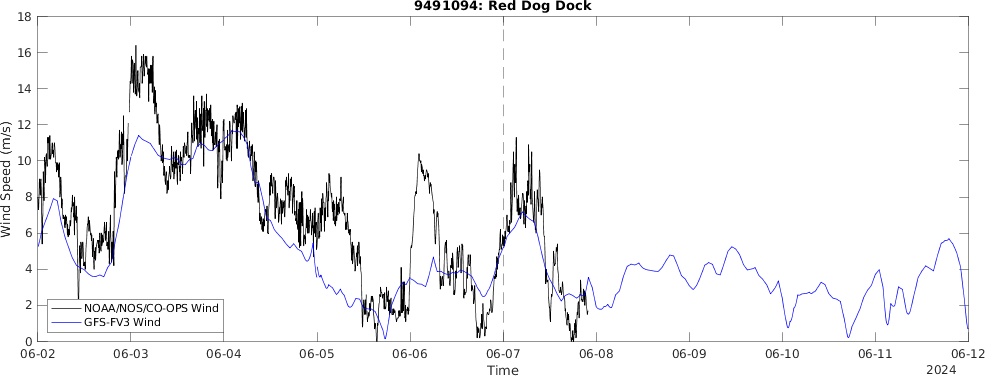 9491094: Red Dog Dock
Wind Speed (m/s)
18
16
14
12
10
8
6
4
2
0
NOAA/NOS/CO-OPS Wind
GFS-FV3 Wind
06-02 06-03 06-04 06-05 06-06 06-07 06-08 06-09 06-10 06-11 06-12
Time
2024